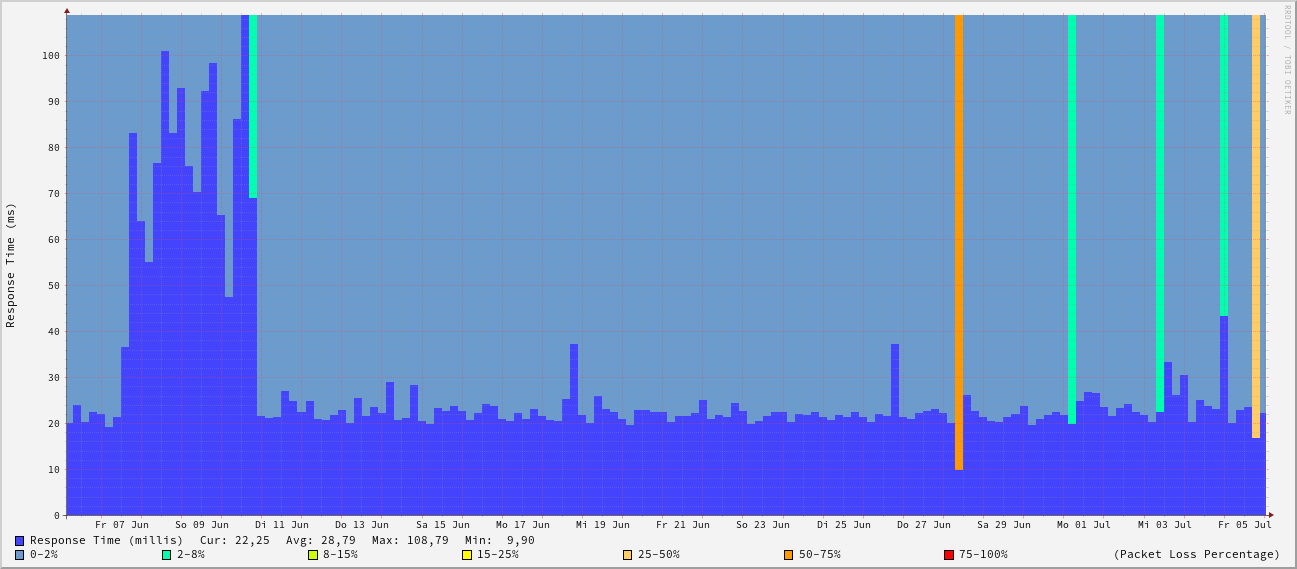 RRDTOOL / TOBI OETIKER
Response Time (ms)
100
90
80
70
60
50
40
30
20
10
0
Fr 07 Jun So 09 Jun Di 11 Jun Do 13 Jun Sa 15 Jun Mo 17 Jun Mi 19 Jun Fr 21 Jun So 23 Jun Di 25 Jun Do 27 Jun Sa 29 Jun Mo 01 Jul Mi 03 Jul Fr 05 Jul
Response Time (millis) Cur: 22,25 Avg: 28,79 Max: 108,79 Min: 9,90
0-2% 2-8% 8-15% 15-25% 25-50% 50-75% 75-100% (Packet Loss Percentage)